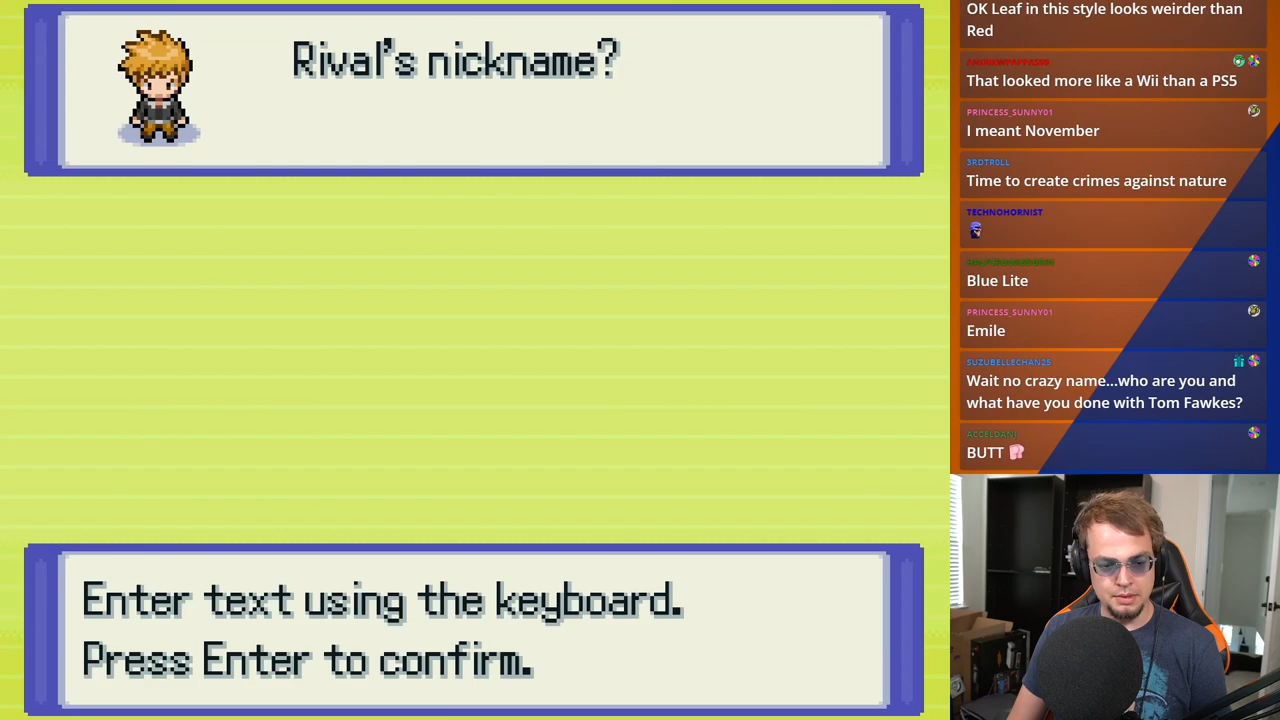 Rival's nickname?
Enter text using the keyboard.
Press Enter to confirm.
OK Leaf in this style looks weirder than
Red
That looked more like a Wii than a PS5
PRINCESS_SUNNY01
I meant November
3RDTR0LL
Time to create crimes against nature
TECHNOHORNIST
Blue Lite
PRINCESS_SUNNY01
Emile
SUZUBELLECHAN25
Wait no crazy name...who are you and
what have you done with Tom Fawkes?
ACCELDANI
BUTT